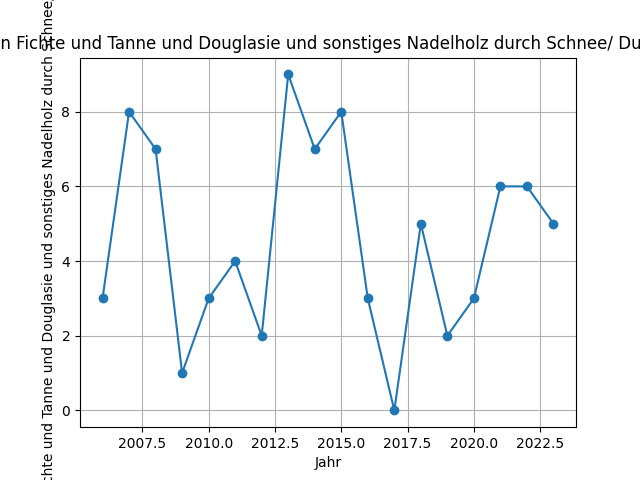 n Fichte und Tanne und Douglasie und sonstiges Nadelholz durch Schnee/ Du
chte und Tanne und Douglasie und sonstiges Nadelholz durch Schnee/
8
6
4
2
0
2007.5 2010.0 2012.5 2015.0 2017.5 2020.0 2022.5
Jahr